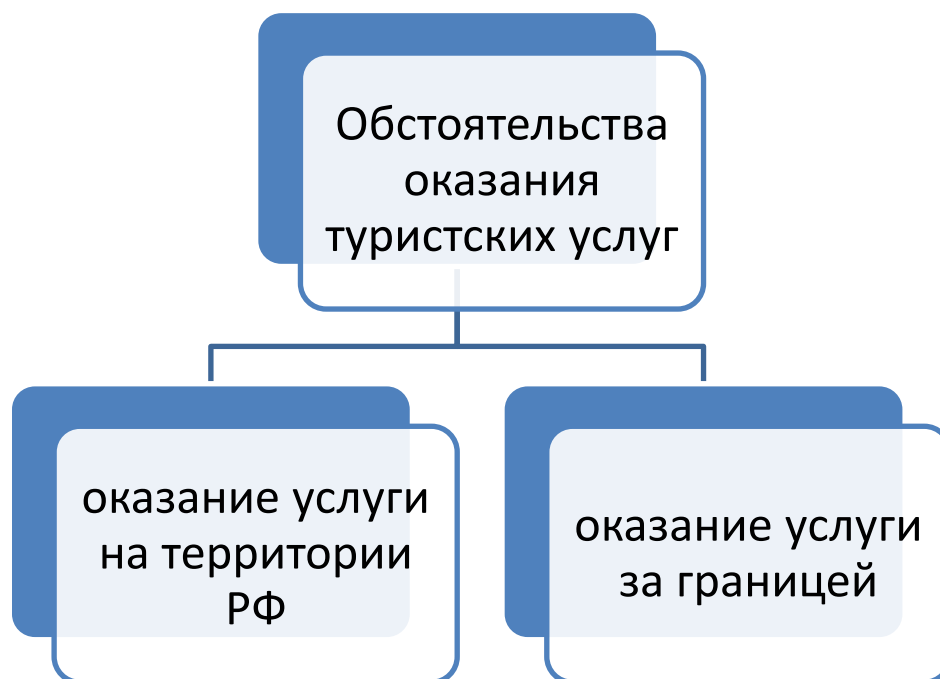 Обстоятельства
оказания
туристских услуг
оказание услуги
на территории
РФ
оказание услуги
за границей